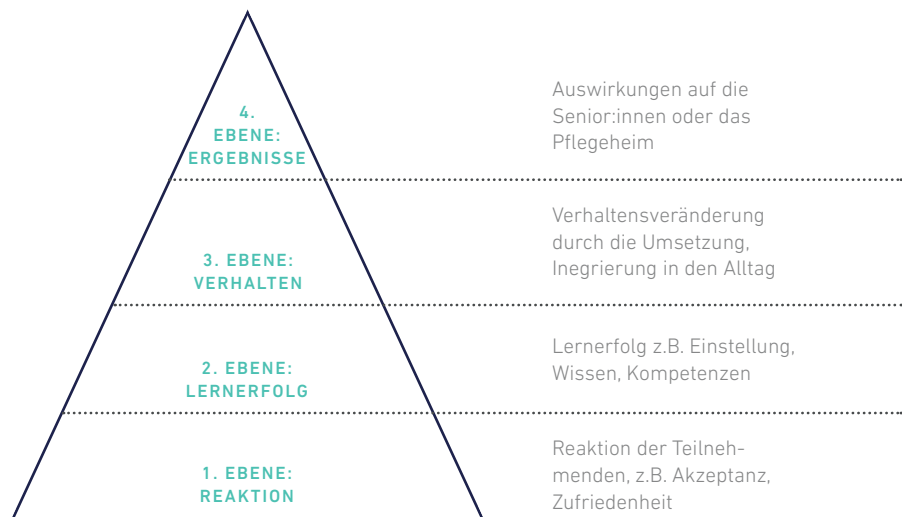 4.
EBENE:
ERGEBNISSE
Auswirkungen auf die
Senior:innen oder das
Pflegeheim
3. EBENE:
VERHALTEN
Verhaltensveränderung
durch die Umsetzung,
Inegrierung in den Alltag
2. EBENE:
LERNERFOLG
Lernerfolg z.B. Einstellung,
Wissen, Kompetenzen
1. EBENE:
REAKTION
Reaktion der Teilneh-
menden, z.B. Akzeptanz,
Zufriedenheit